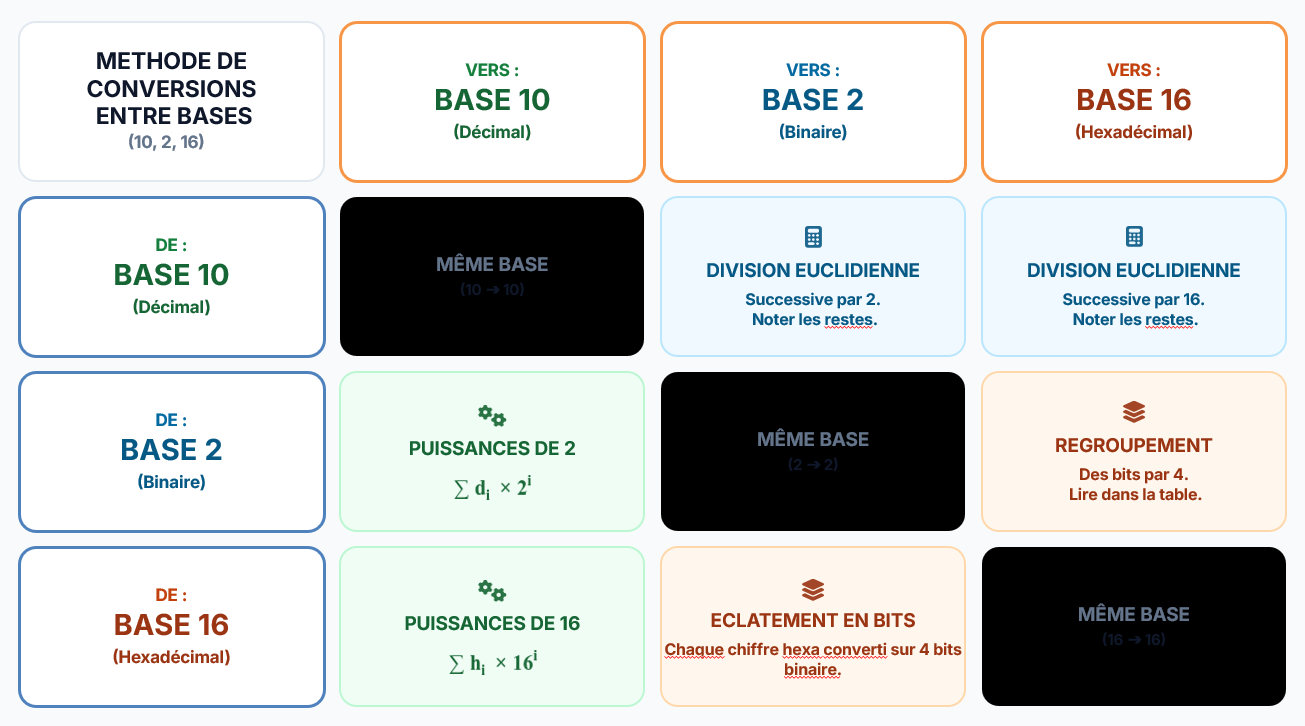 METHODE DE
CONVERSIONS
ENTRE BASES
(10, 2, 16)
VERS :
BASE 10
(Décimal)
VERS :
BASE 2
(Binaire)
VERS :
BASE 16
(Hexadécimal)
DE :
BASE 10
(Décimal)
MÊME BASE
(10 → 10)
DIVISION EUCLIDIENNE
Successive par 2.
Noter les restes.
DIVISION EUCLIDIENNE
Successive par 16.
Noter les restes.
DE :
BASE 2
(Binaire)
PUISSANCES DE 2
∑ dᵢ × 2ⁱ
MÊME BASE
(2 → 2)
REGROUPEMENT
Des bits par 4.
Lire dans la table.
DE :
BASE 16
(Hexadécimal)
PUISSANCES DE 16
∑ hᵢ × 16ⁱ
ECLATEMENT EN BITS
Chaque chiffre hexa converti sur 4 bits
binaire.
MÊME BASE
(16 → 16)